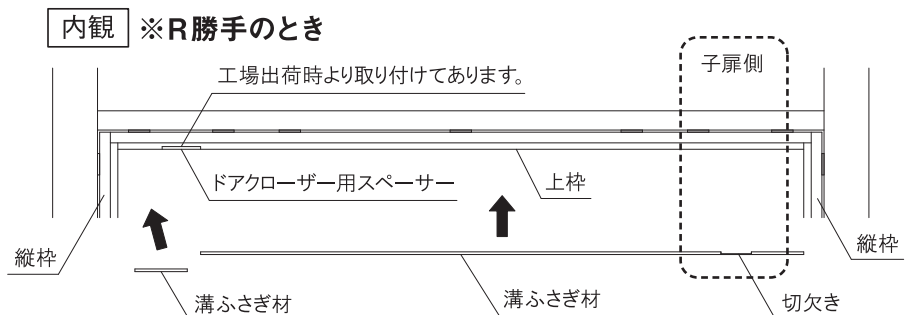 内観 ※R勝手のとき
工場出荷時より取り付けてあります。
子扉側
ドアクローザー用スペーサー
上枠
縦枠
縦枠
溝ふさぎ材
溝ふさぎ材
切欠き